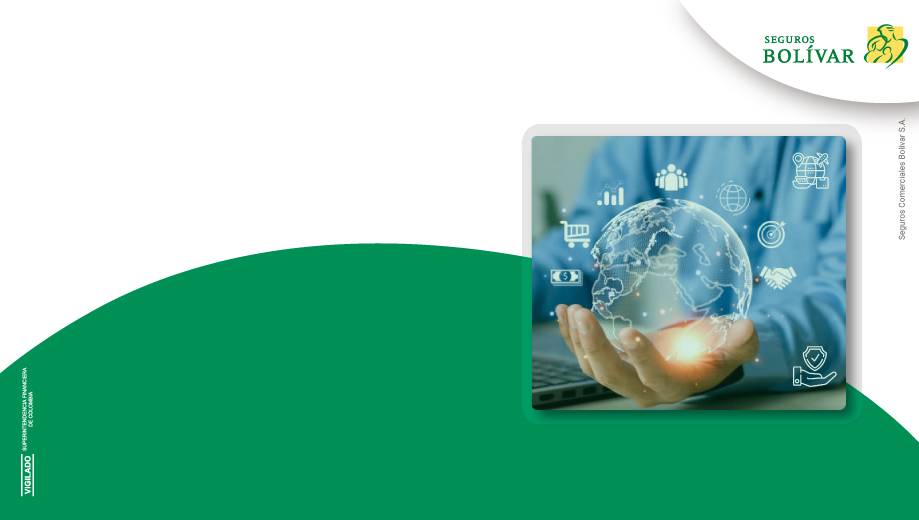 SEGUROS
BOLÍVAR
Seguros Comerciales Bolívar S.A.
VIGILADO
SUPERINTENDENCIA FINANCIERA
DE COLOMBIA